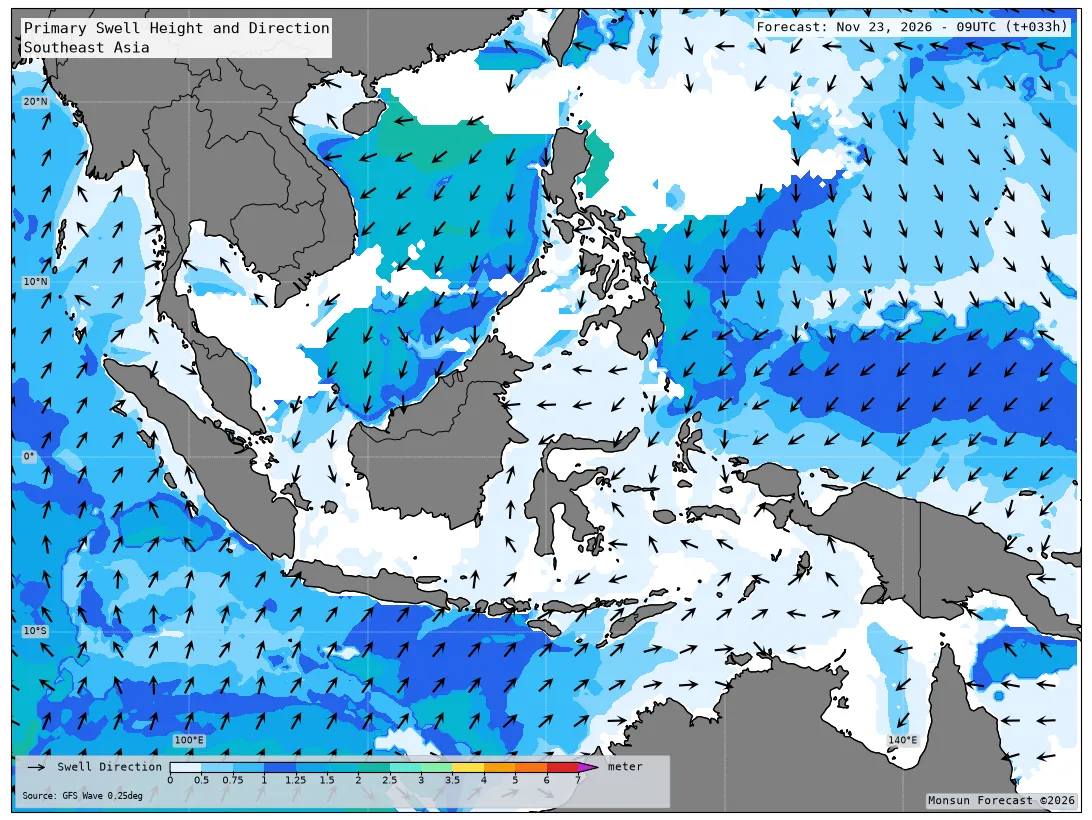 Primary Swell Height and Direction
Southeast Asia
Forecast: Nov 23, 2026 - 09UTC (t+033h)
20°N
10°N
0°
10°S
100°E
140°E
Swell Direction
0 0.5 0.75 1 1.25 1.5 2 2.5 3 3.5 4 5 6 7
meter
Source: GFS Wave 0.25deg
Monsun Forecast ©2026